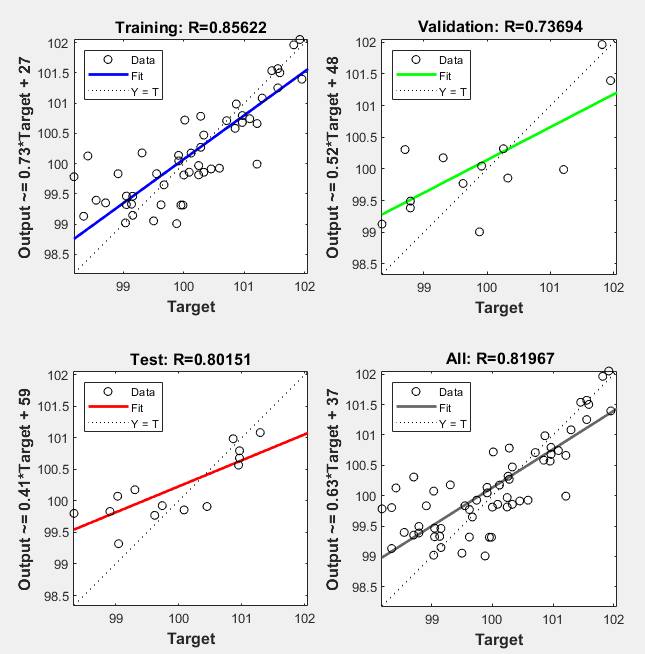 Training: R=0.85622
Output ~= 0.73*Target + 27
102
101.5
101
100.5
100
99.5
99
98.5
Data
Fit
Y = T
99
100
101
102
Target
Validation: R=0.73694
Output ~= 0.52*Target + 48
102
101.5
101
100.5
100
99.5
99
98.5
Data
Fit
Y = T
99
100
101
102
Target
Test: R=0.80151
Output ~= 0.41*Target + 59
102
101.5
101
100.5
100
99.5
99
98.5
Data
Fit
Y = T
99
100
101
102
Target
All: R=0.81967
Output ~= 0.63*Target + 37
102
101.5
101
100.5
100
99.5
99
98.5
Data
Fit
Y = T
99
100
101
102
Target